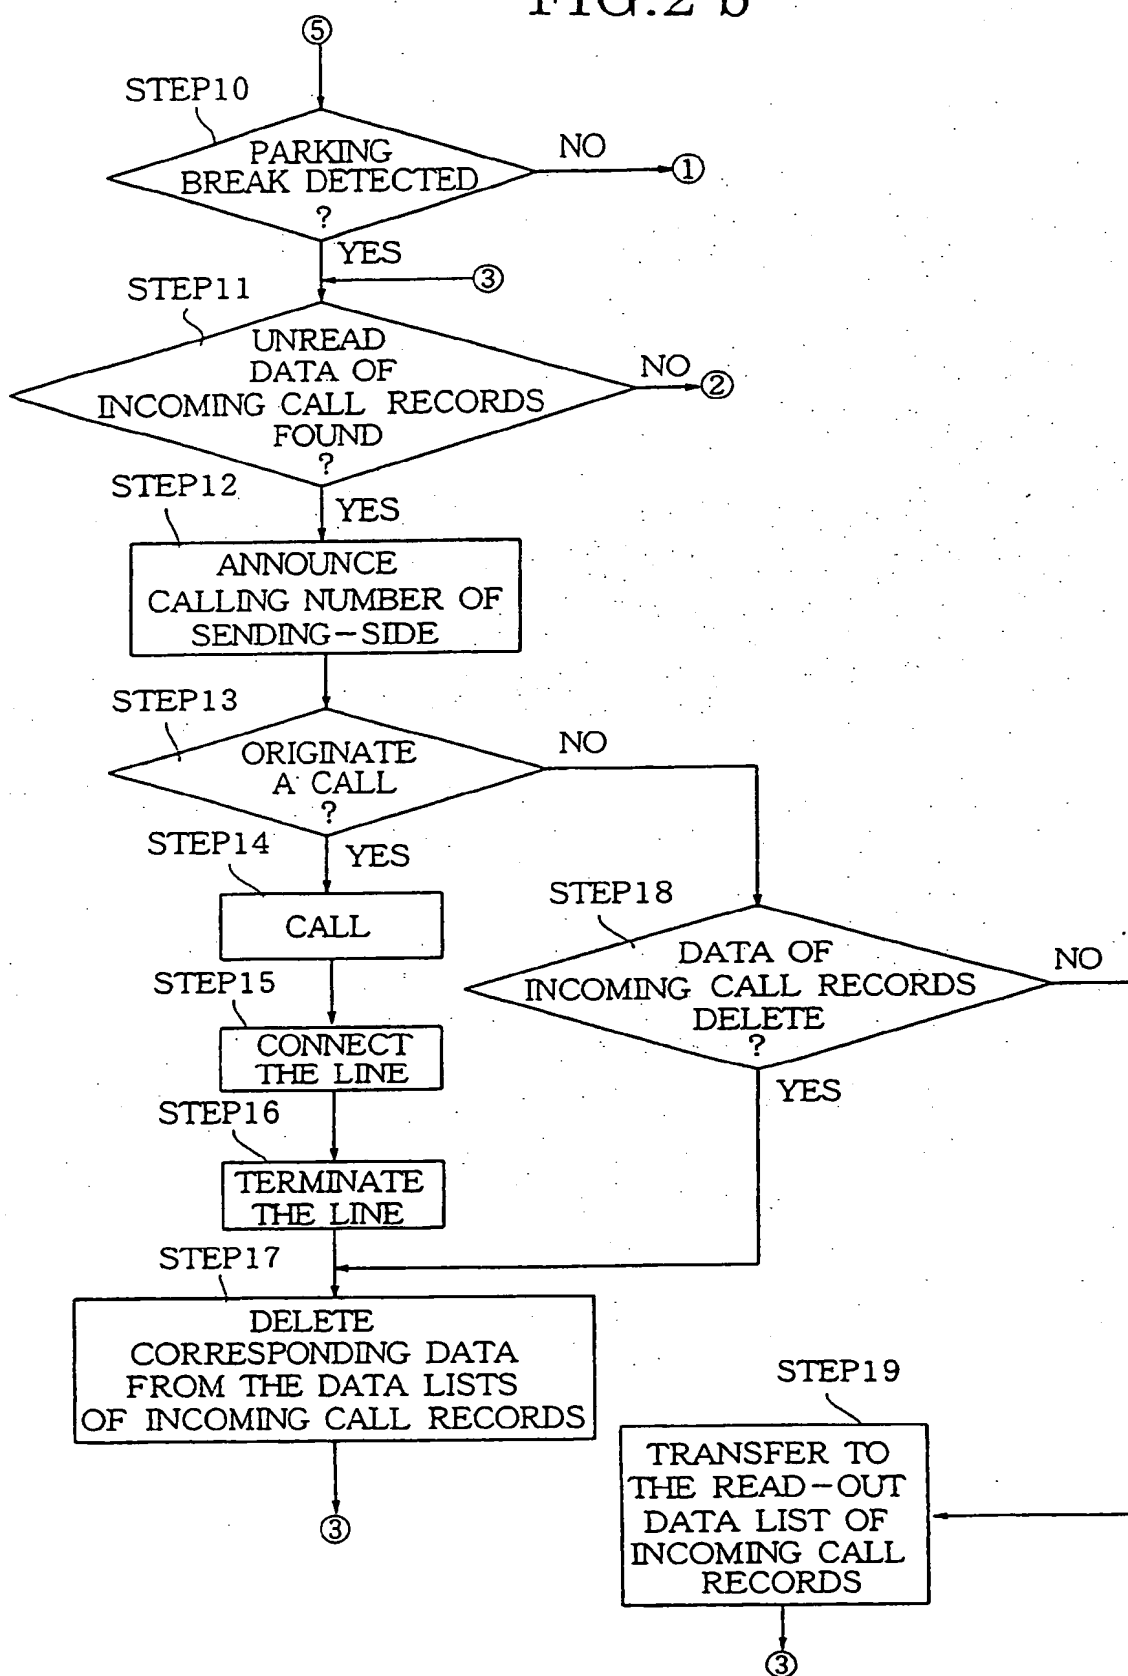 FIG.2 b
⑤
STEP10
PARKING
BREAK DETECTED
?
NO
①
YES
③
STEP11
UNREAD
DATA OF
INCOMING CALL RECORDS
FOUND
?
NO
②
STEP12
YES
ANNOUNCE
CALLING NUMBER OF
SENDING-SIDE
STEP13
ORIGINATE
A CALL
?
NO
STEP14
YES
CALL
STEP18
DATA OF
INCOMING CALL RECORDS
DELETE
?
NO
YES
STEP15
CONNECT
THE LINE
STEP16
TERMINATE
THE LINE
STEP17
DELETE
CORRESPONDING DATA
FROM THE DATA LISTS
OF INCOMING CALL RECORDS
③
STEP19
TRANSFER TO
THE READ-OUT
DATA LIST OF
INCOMING CALL
RECORDS
③